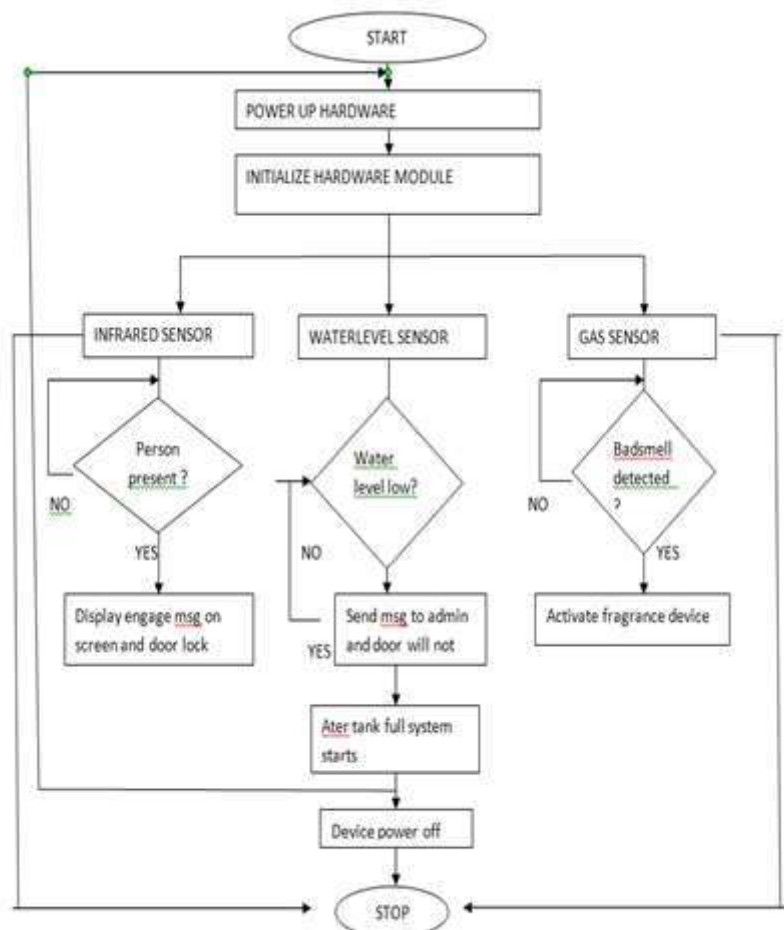 START
POWER UP HARDWARE
INITIALIZE HARDWARE MODULE
INFRARED SENSOR
WATERLEVEL SENSOR
GAS SENSOR
Person
present ?
NO
YES
Water
level low?
NO
YES
Badsmell
detected
?
NO
YES
Display engage msg on
screen and door lock
Send msg to admin
and door will not
Activate fragrance device
Ater tank full system
starts
Device power off
STOP